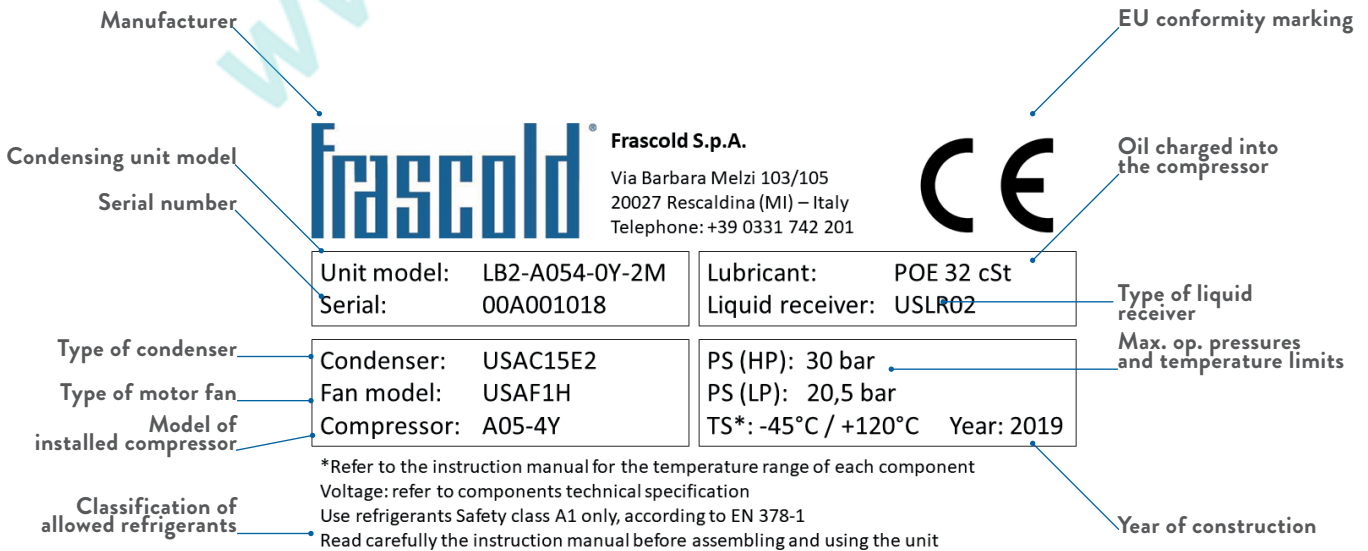 Manufacturer
EU conformity marking
frascold®
Frascold S.p.A.
Via Barbara Melzi 103/105
20027 Rescaldina (MI) – Italy
Telephone: +39 0331 742 201
CE
Condensing unit model
Serial number
Oil charged into
the compressor
Unit model: LB2-A054-0Y-2M
Serial: 00A001018
Lubricant: POE 32 cSt
Liquid receiver: USLR02
Type of liquid
receiver
Type of condenser
Type of motor fan
Model of
installed compressor
Condenser: USAC15E2
Fan model: USAF1H
Compressor: A05-4Y
PS (HP): 30 bar
PS (LP): 20,5 bar
TS*: -45°C / +120°C Year: 2019
Max. op. pressures
and temperature limits
*Refer to the instruction manual for the temperature range of each component
Voltage: refer to components technical specification
Use refrigerants Safety class A1 only, according to EN 378-1
Read carefully the instruction manual before assembling and using the unit
Classification of
allowed refrigerants
Year of construction